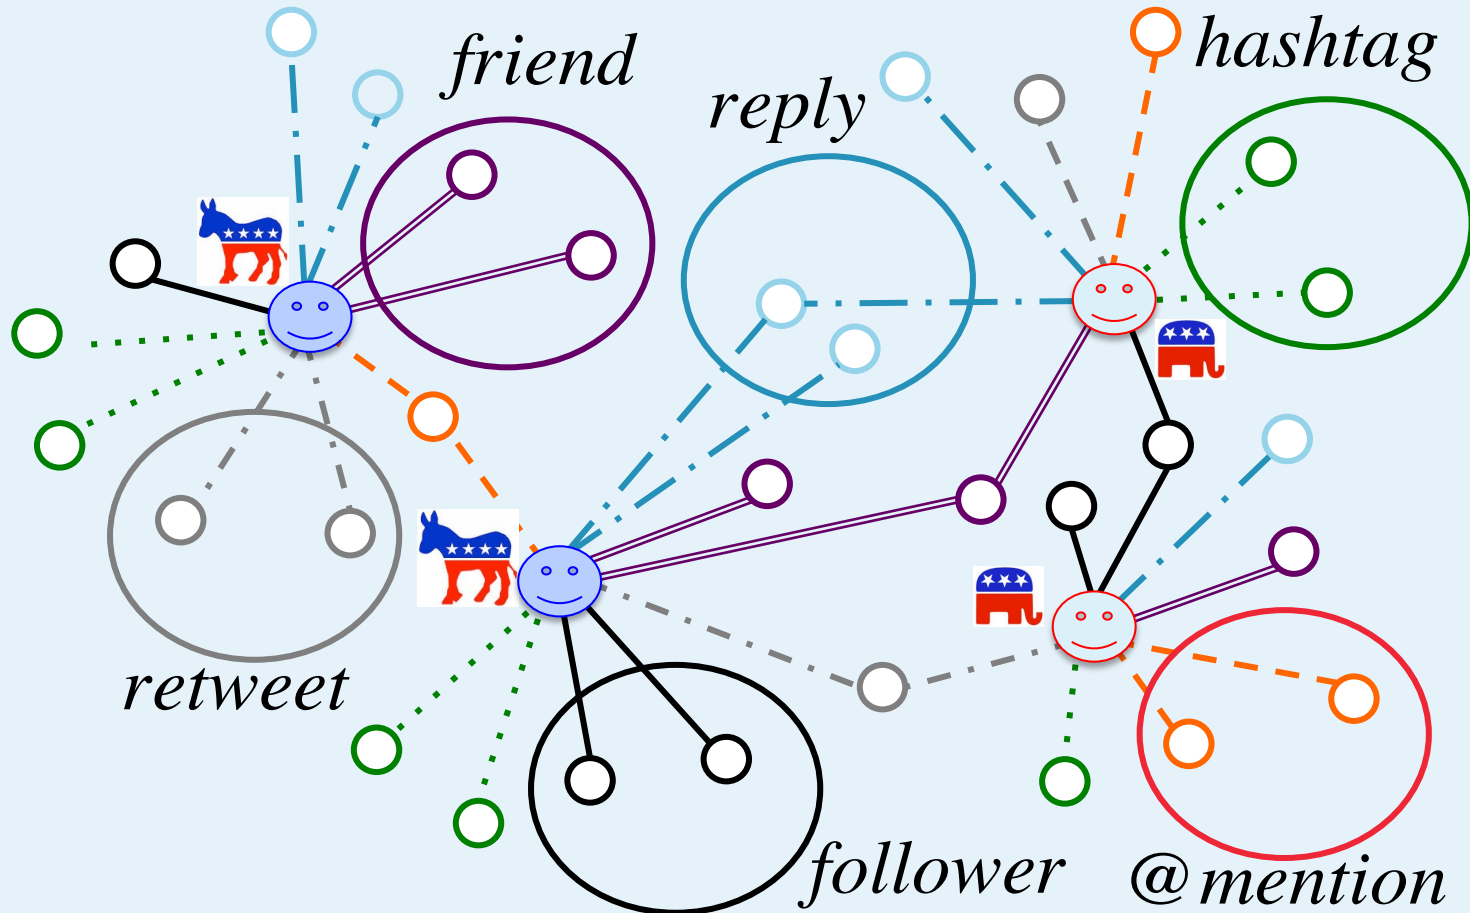 friend
hashtag
reply
retweet
follower
@mention